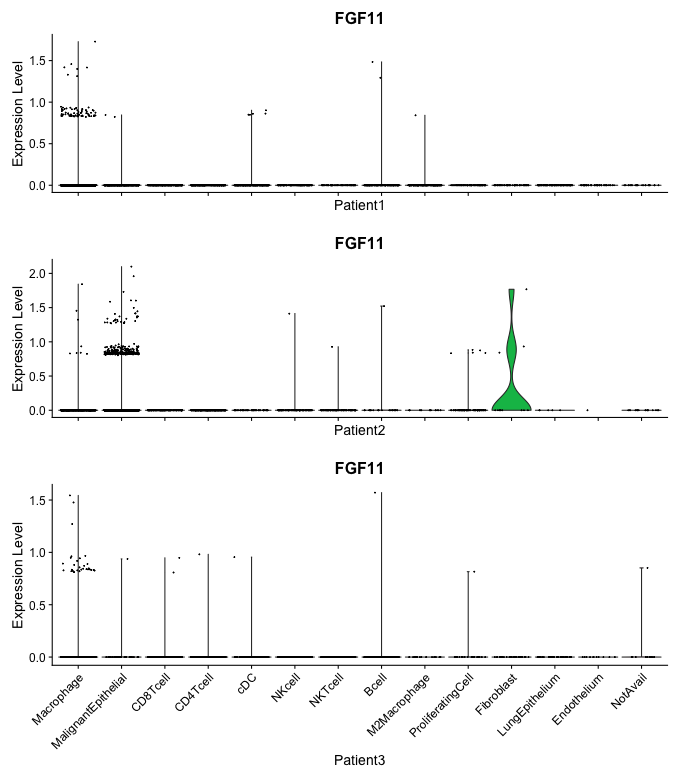 FGF11
Expression Level
1.5
1.0
0.5
0.0
Patient1
FGF11
Expression Level
2.0
1.5
1.0
0.5
0.0
Patient2
FGF11
Expression Level
1.5
1.0
0.5
0.0
Macrophage
MalignantEpithelial
CD8Tcell
CD4Tcell
cDC
NKcell
NKTcell
Bcell
M2Macrophage
ProliferatingCell
Fibroblast
LungEpithelium
Endothelium
NotAvail
Patient3